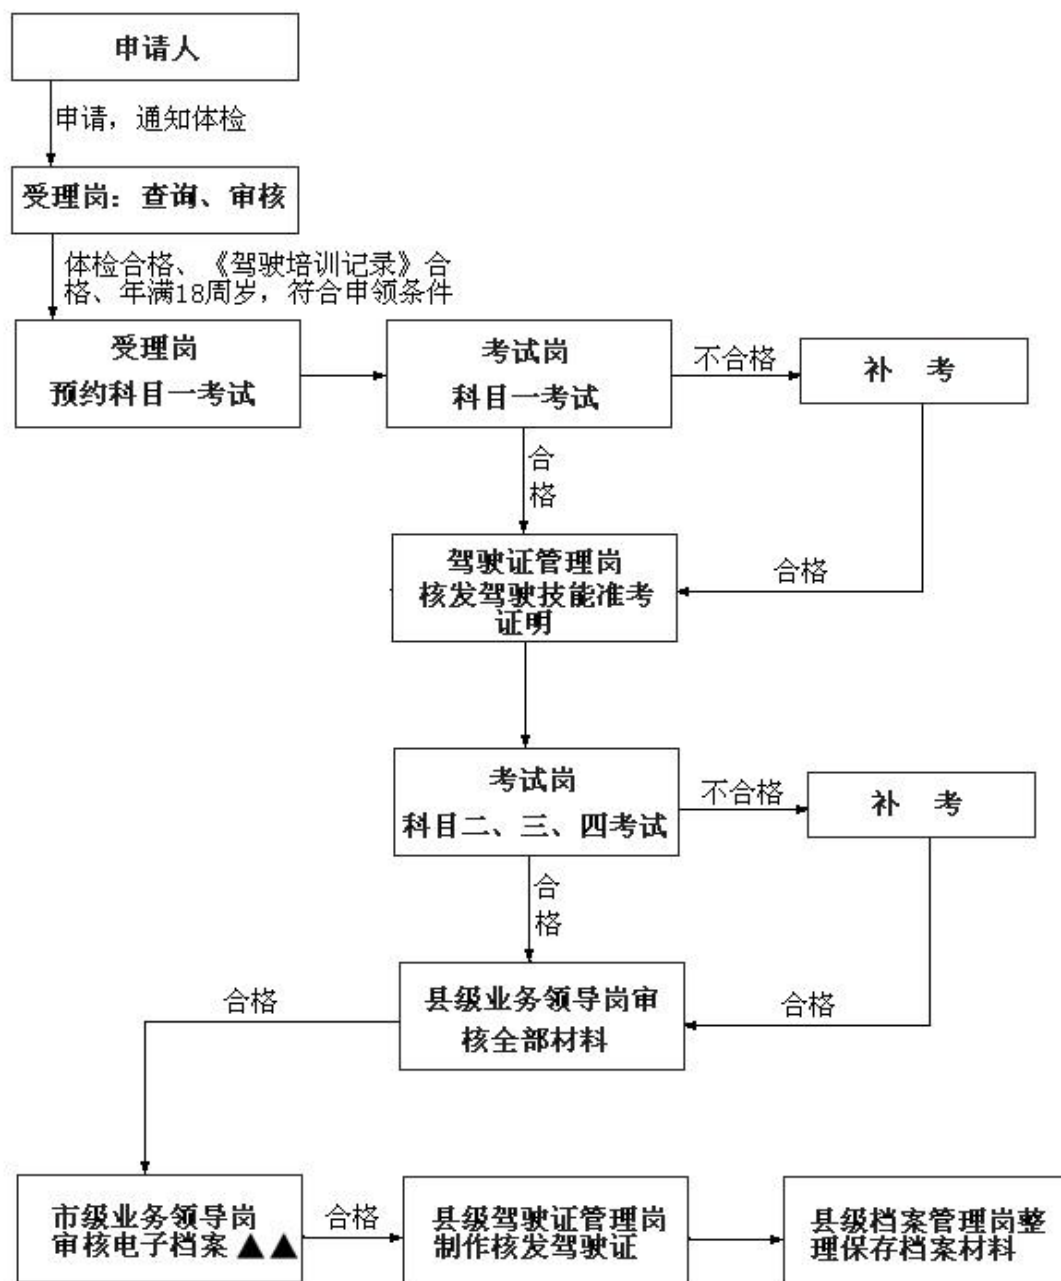 申请人
申请，通知体检
受理岗：查询、审核
体检合格、《驾驶培训记录》合
格、年满18周岁，符合申领条件
受理岗
预约科目一考试
考试岗
科目一考试
不合格
补 考
合
格
驾驶证管理岗
核发驾驶技能准考
证明
合格
考试岗
科目二、三、四考试
不合格
补 考
合
格
县级业务领导岗审
核全部材料
合格
合格
市级业务领导岗
审核电子档案▲▲
合格
县级驾驶证管理岗
制作核发驾驶证
县级档案管理岗整
理保存档案材料